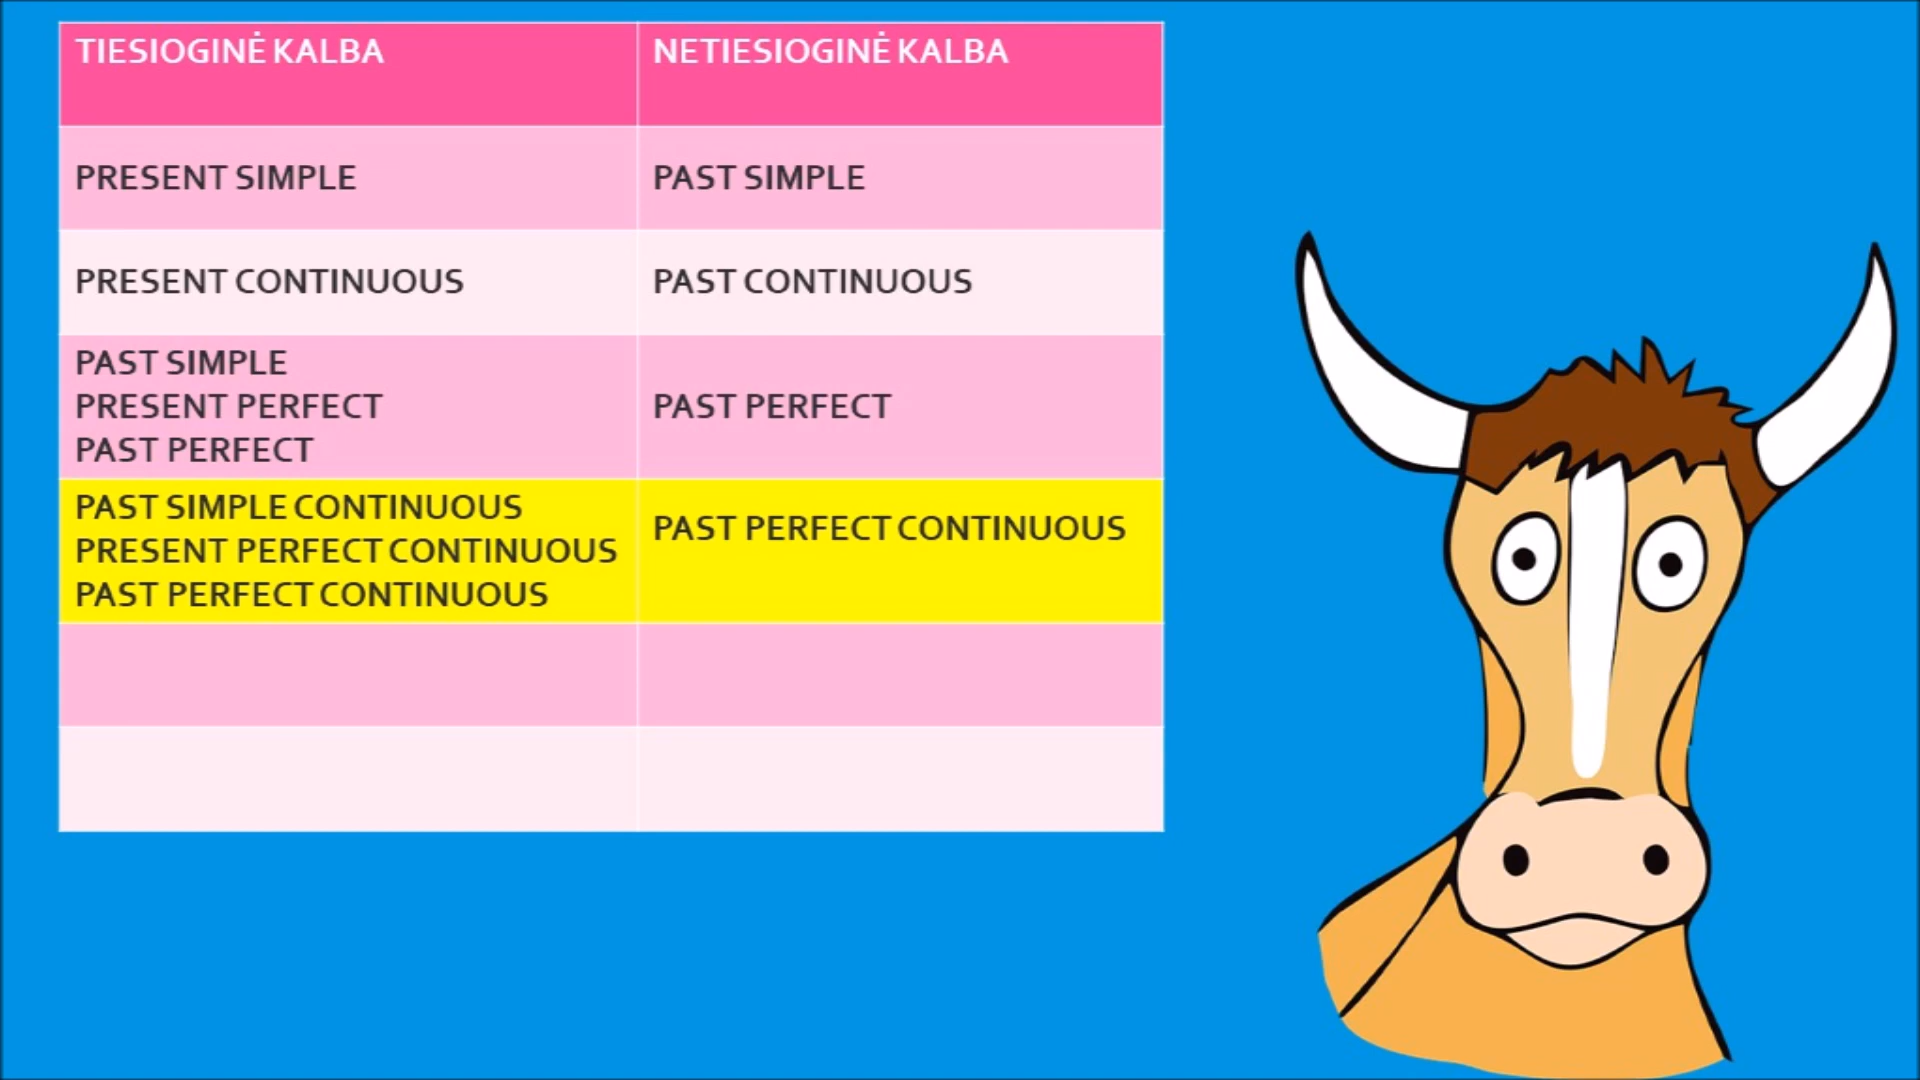 TIESIOGINĖ KALBA
NETIESIOGINĖ KALBA
PRESENT SIMPLE
PAST SIMPLE
PRESENT CONTINUOUS
PAST CONTINUOUS
PAST SIMPLE
PRESENT PERFECT
PAST PERFECT
PAST PERFECT
PAST SIMPLE CONTINUOUS
PRESENT PERFECT CONTINUOUS
PAST PERFECT CONTINUOUS
PAST PERFECT CONTINUOUS